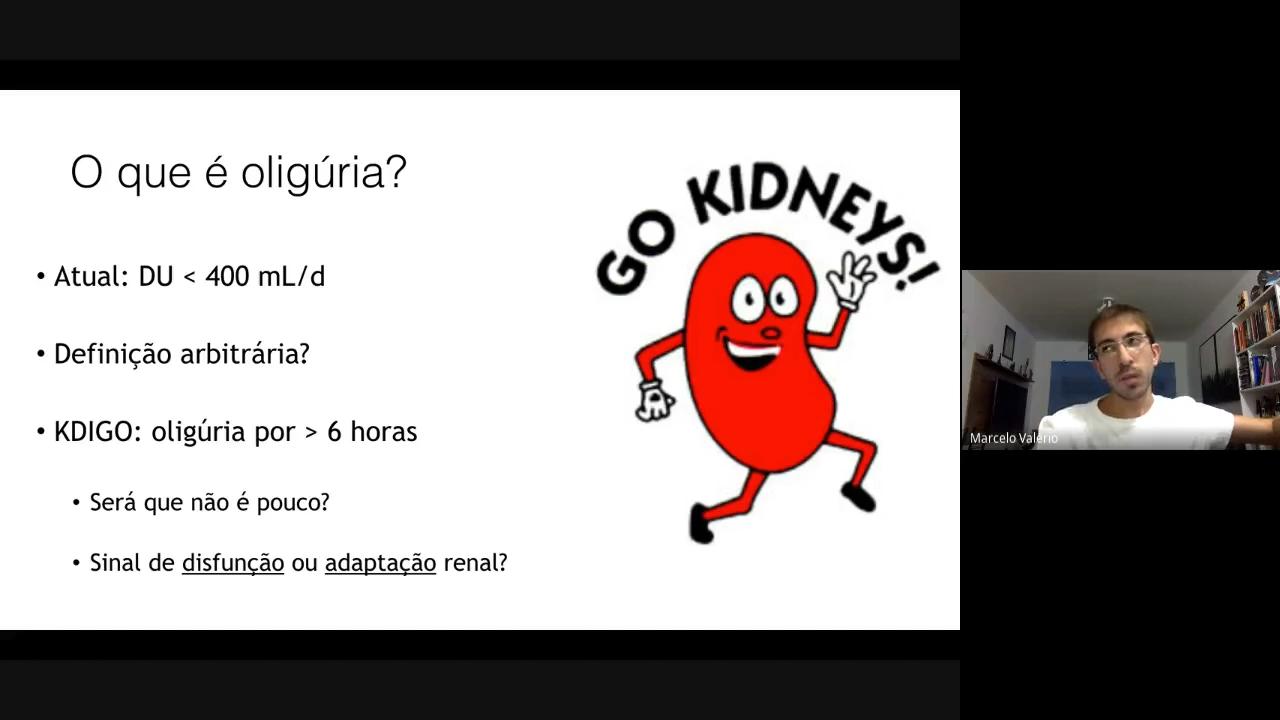 O que é oligúria?
• Atual: DU < 400 mL/d
• Definição arbitrária?
• KDIGO: oligúria por > 6 horas
• Será que não é pouco?
• Sinal de disfunção ou adaptação renal?
GO KIDNEYS!
Marcelo Valério